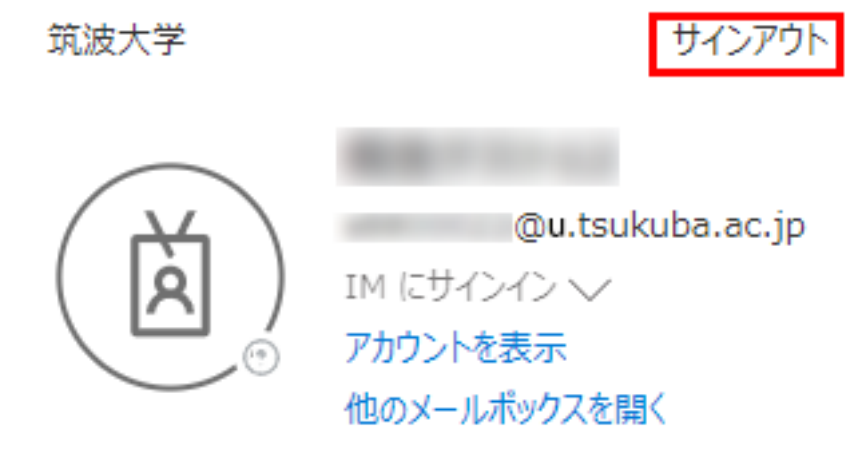 筑波大学
サインアウト
@u.tsukuba.ac.jp
IM にサインイン
アカウントを表示
他のメールボックスを開く